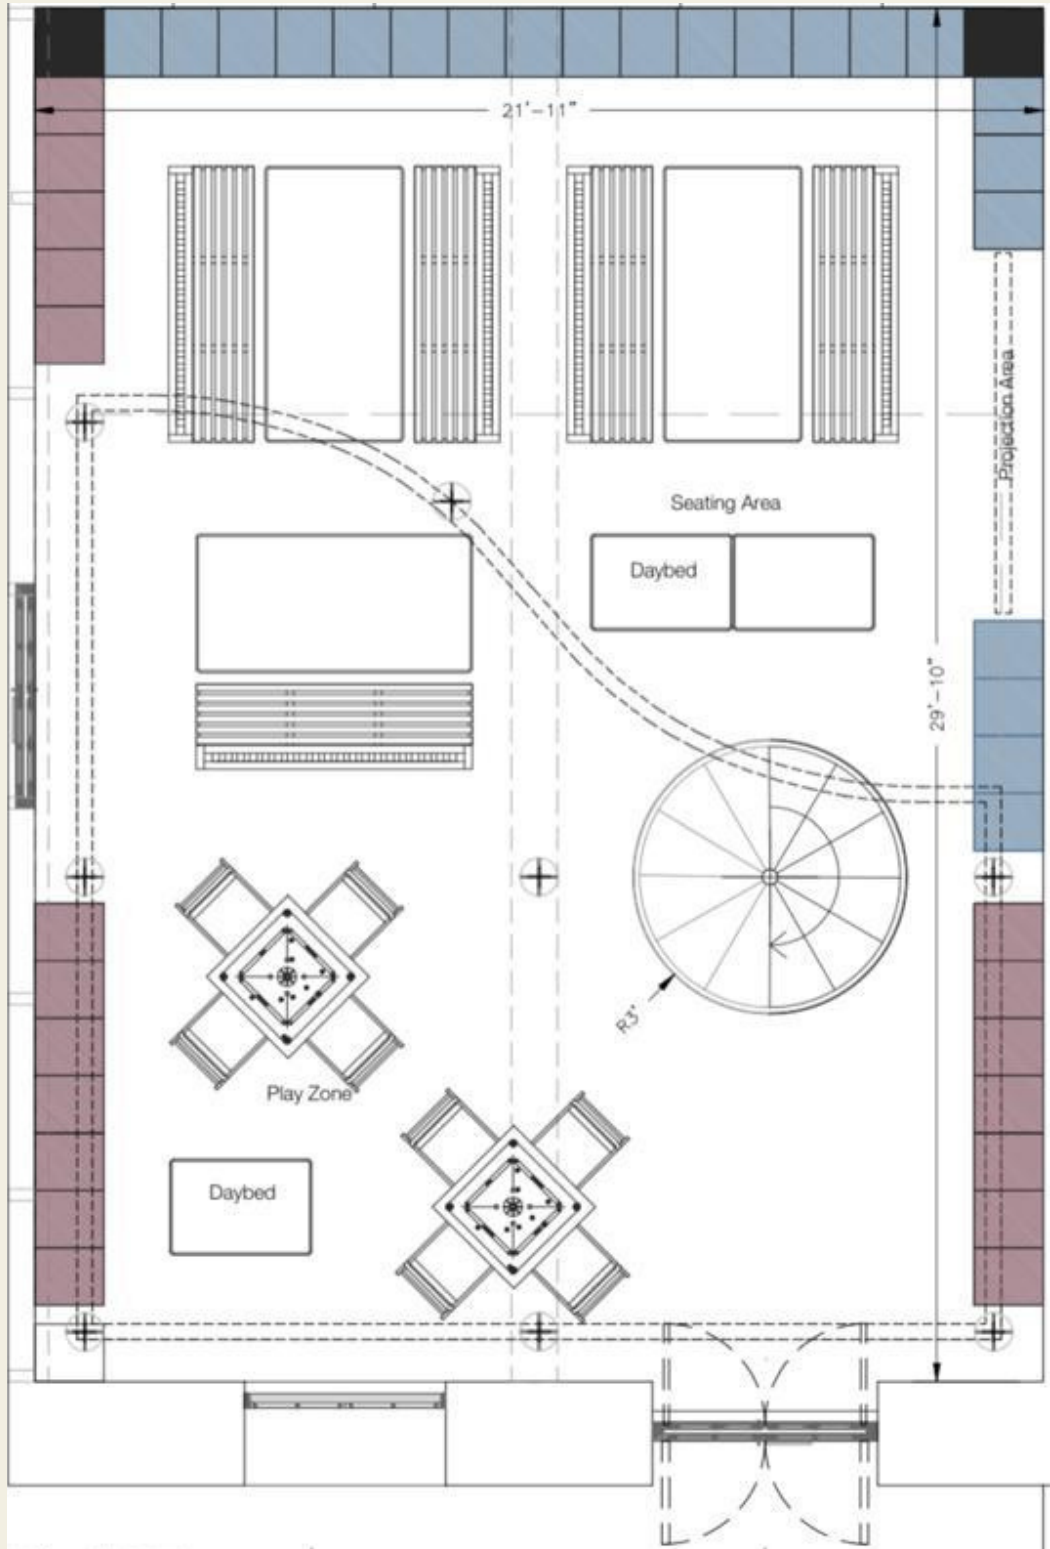 21'-11"
Projection Area
Seating Area
Daybed
29'-10"
R3'
Play Zone
Daybed